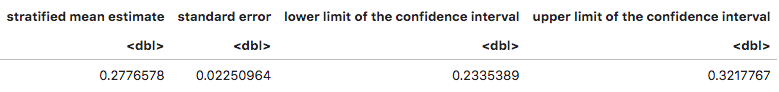 stratified mean estimate standard error lower limit of the confidence interval upper limit of the confidence interval
<dbl> <dbl> <dbl> <dbl>
0.2776578 0.02250964 0.2335389 0.3217767